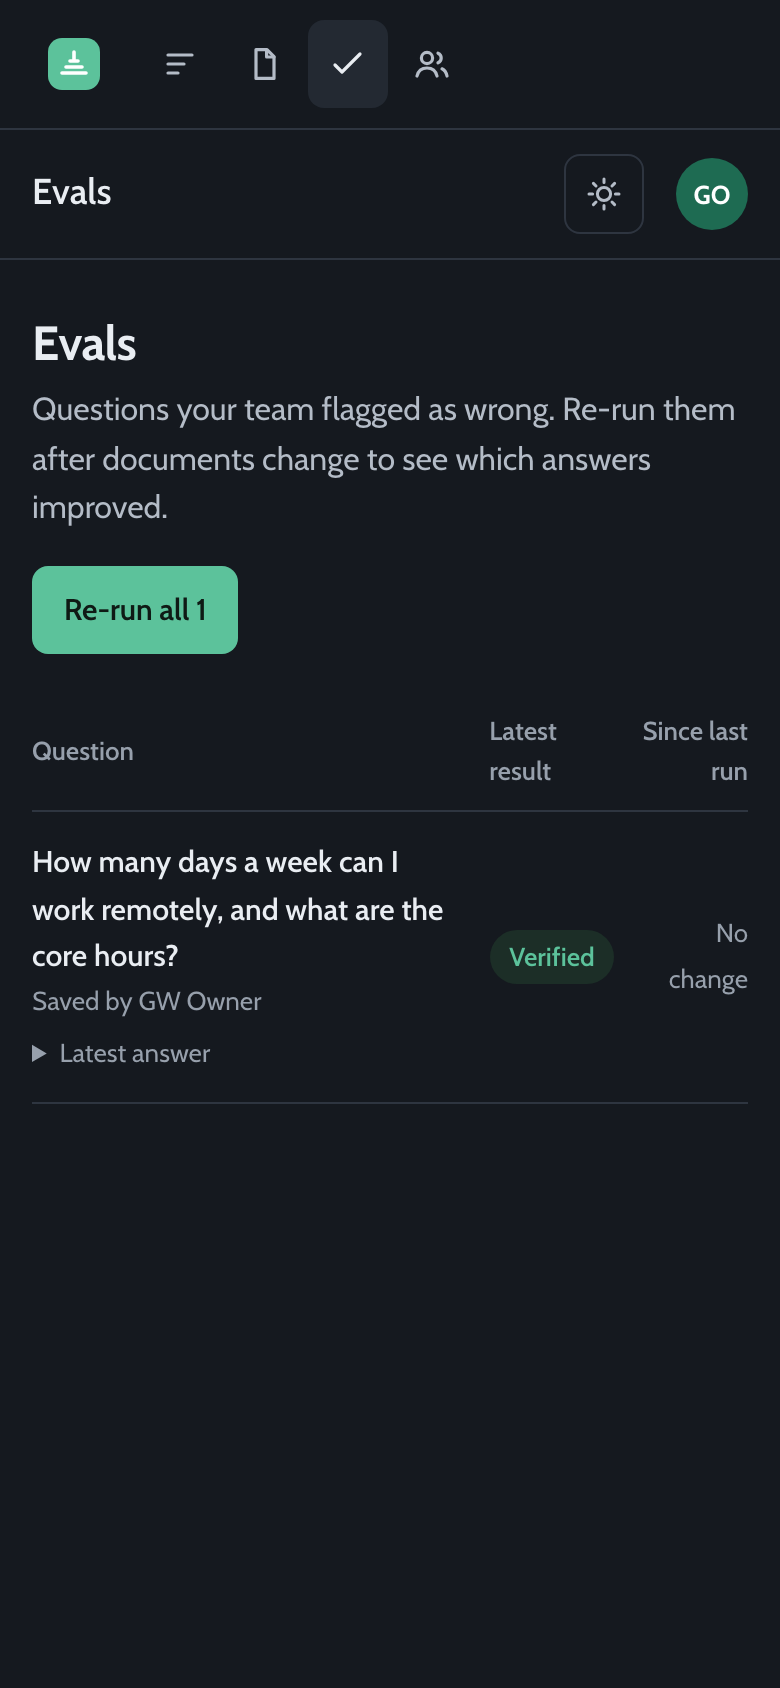 Evals
GO
Evals
Questions your team flagged as wrong. Re-run them
after documents change to see which answers
improved.
Re-run all 1
Question
Latest
result
Since last
run
How many days a week can I
work remotely, and what are the
core hours?
Saved by GW Owner
Latest answer
Verified
No
change